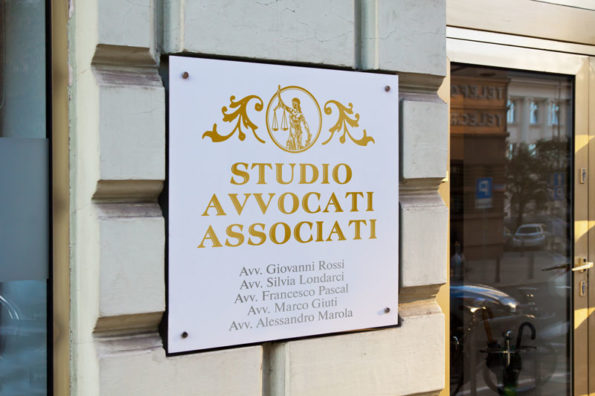 STUDIO
AVVOCATI
ASSOCIATI
Avv. Giovanni Rossi
Avv. Silvia Londarci
Avv. Francesco Pascal
Avv. Marco Giuti
Avv. Alessandro Marola